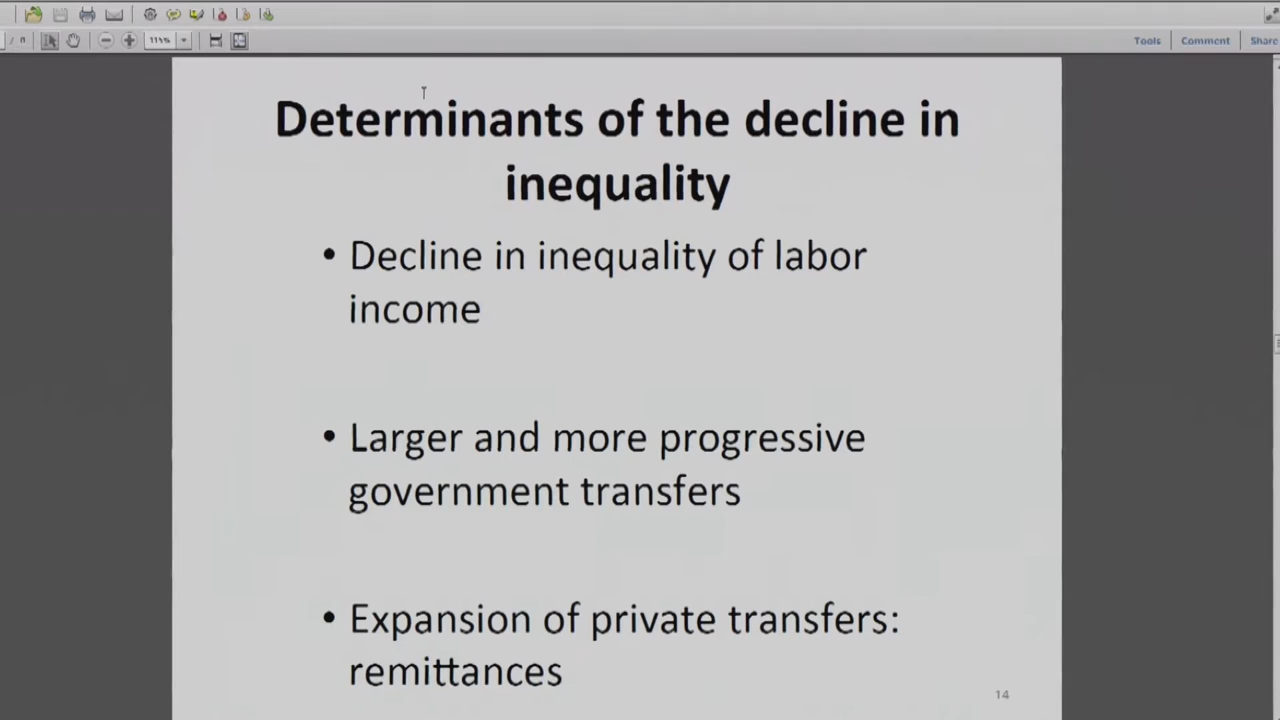 / 8
111%
Tools
Comment
Share
Determinants of the decline in
inequality
• Decline in inequality of labor
income
• Larger and more progressive
government transfers
• Expansion of private transfers:
remittances
14